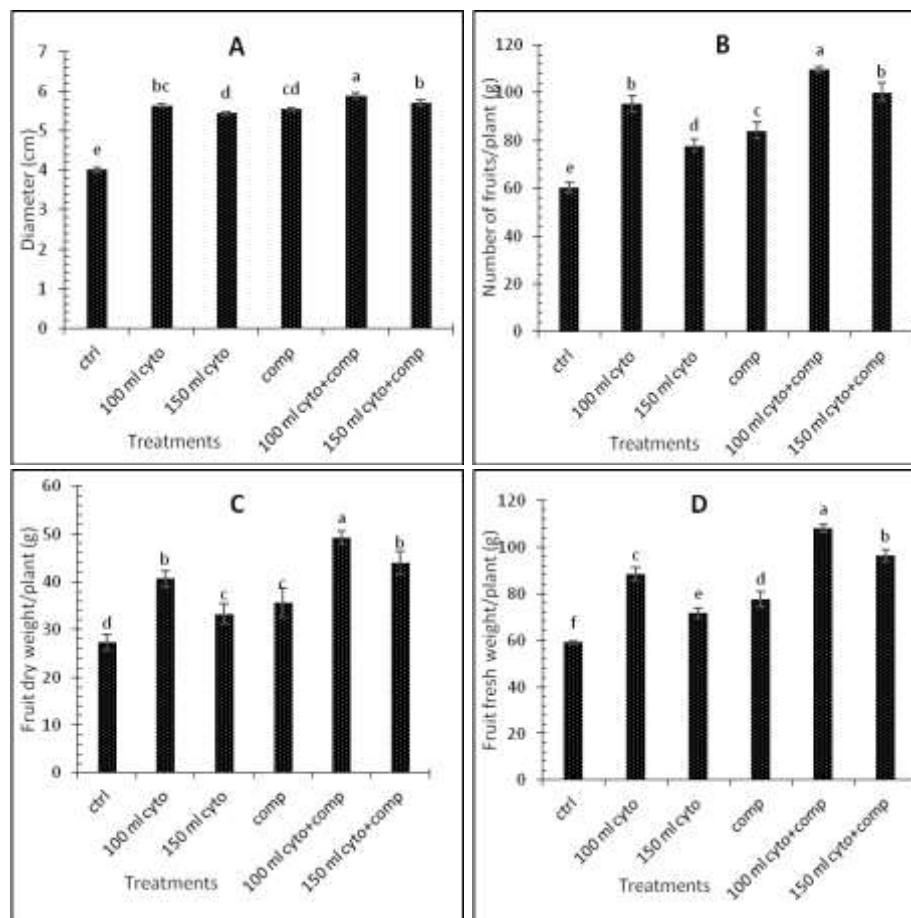 A
Diameter (cm)
7
6
5
4
3
2
1
0
e
bc
d
cd
a
b
ctrl
100 ml cyto
150 ml cyto
comp
100 ml cyto+comp
150 ml cyto+comp
Treatments
B
Number of fruits/plant (g)
120
100
80
60
40
20
0
e
b
d
c
a
b
ctrl
100 ml cyto
150 ml cyto
comp
100 ml cyto+comp
150 ml cyto+comp
Treatments
C
Fruit dry weight/plant (g)
60
50
40
30
20
10
0
d
b
c
c
a
b
ctrl
100 ml cyto
150 ml cyto
comp
100 ml cyto+comp
150 ml cyto+comp
Treatments
D
Fruit fresh weight/plant (g)
120
100
80
60
40
20
0
f
c
e
d
a
b
ctrl
100 ml cyto
150 ml cyto
comp
100 ml cyto+comp
150 ml cyto+comp
Treatments